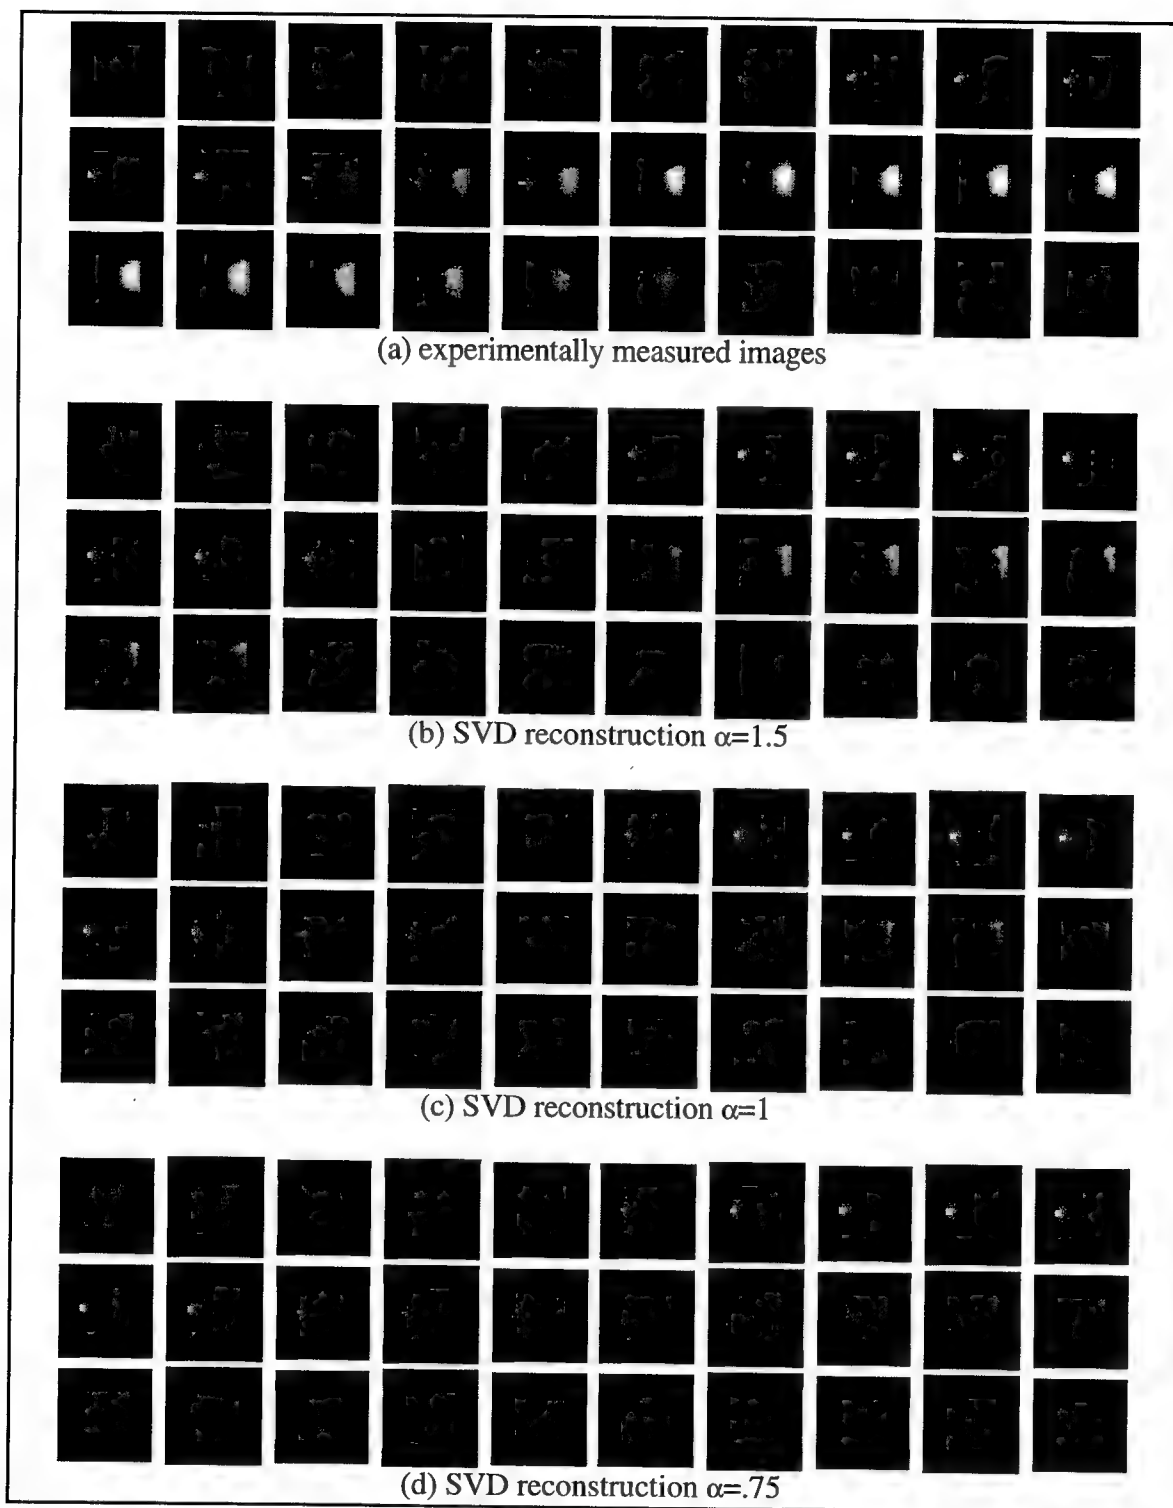 (a) experimentally measured images
(b) SVD reconstruction α=1.5
(c) SVD reconstruction α=1
(d) SVD reconstruction α=.75